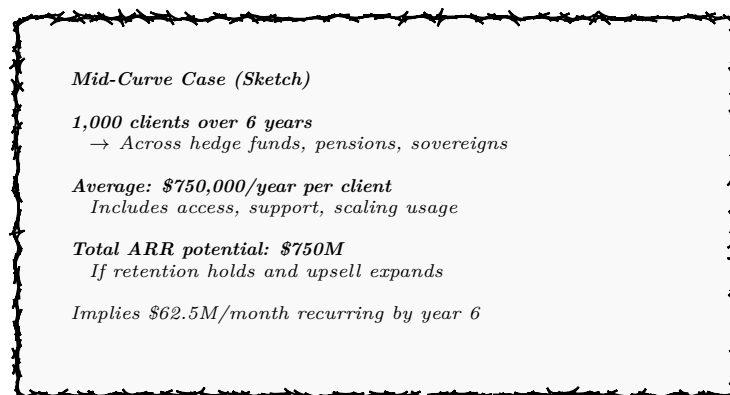 Mid-Curve Case (Sketch)
1,000 clients over 6 years
→ Across hedge funds, pensions, sovereigns
Average: $750,000/year per client
Includes access, support, scaling usage
Total ARR potential: $750M
If retention holds and upsell expands
Implies $62.5M/month recurring by year 6